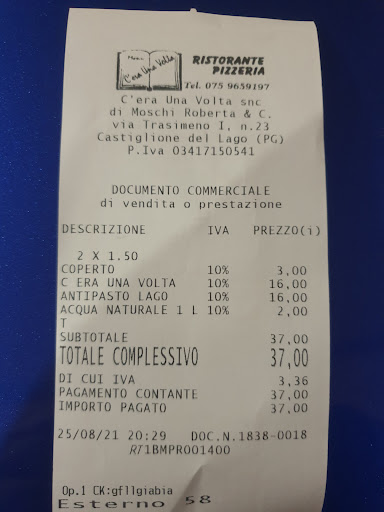 Menu
C'era Una Volta
RISTORANTE
PIZZERIA
Tel. 075 9659197
C'era Una Volta snc
di Moschi Roberta & C.
via Trasimeno I, n.23
Castiglione del Lago (PG)
P.Iva 03417150541
DOCUMENTO COMMERCIALE
di vendita o prestazione
DESCRIZIONE IVA PREZZO(i)
2 X 1.50
COPERTO 10% 3,00
C ERA UNA VOLTA 10% 16,00
ANTIPASTO LAGO 10% 16,00
ACQUA NATURALE 1 L 10% 2,00
T
SUBTOTALE 37,00
TOTALE COMPLESSIVO 37,00
DI CUI IVA 3,36
PAGAMENTO CONTANTE 37,00
IMPORTO PAGATO 37,00
25/08/21 20:29 DOC.N.1838-0018
RT1BMPR001400
Op.1 CK:gfllgiabia
Esterno 58